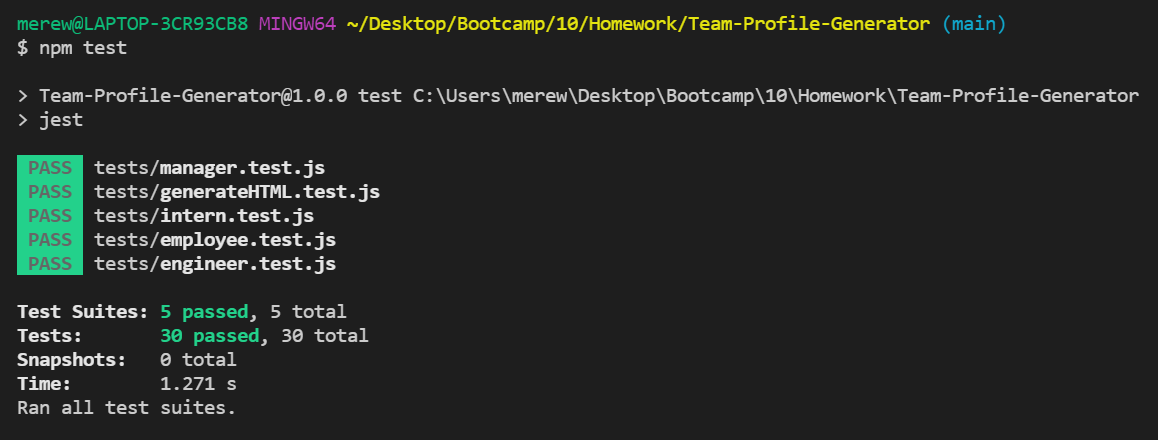 merew@LAPTOP-3CR93CB8 MINGW64 ~/Desktop/Bootcamp/10/Homework/Team-Profile-Generator (main)
$ npm test
> Team-Profile-Generator@1.0.0 test C:\Users\merew\Desktop\Bootcamp\10\Homework\Team-Profile-Generator
> jest
PASS tests/manager.test.js
PASS tests/generateHTML.test.js
PASS tests/intern.test.js
PASS tests/employee.test.js
PASS tests/engineer.test.js
Test Suites: 5 passed, 5 total
Tests: 30 passed, 30 total
Snapshots: 0 total
Time: 1.271 s
Ran all test suites.